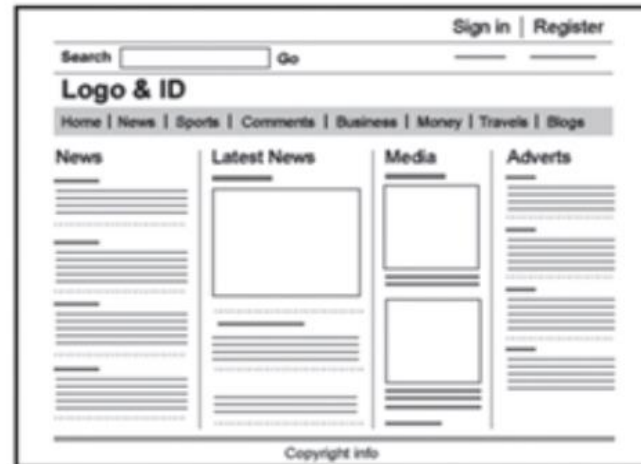 Sign in | Register
Search Go
Logo & ID
Home | News | Sports | Comments | Business | Money | Travels | Blogs
News Latest News Media Adverts
Copyright info